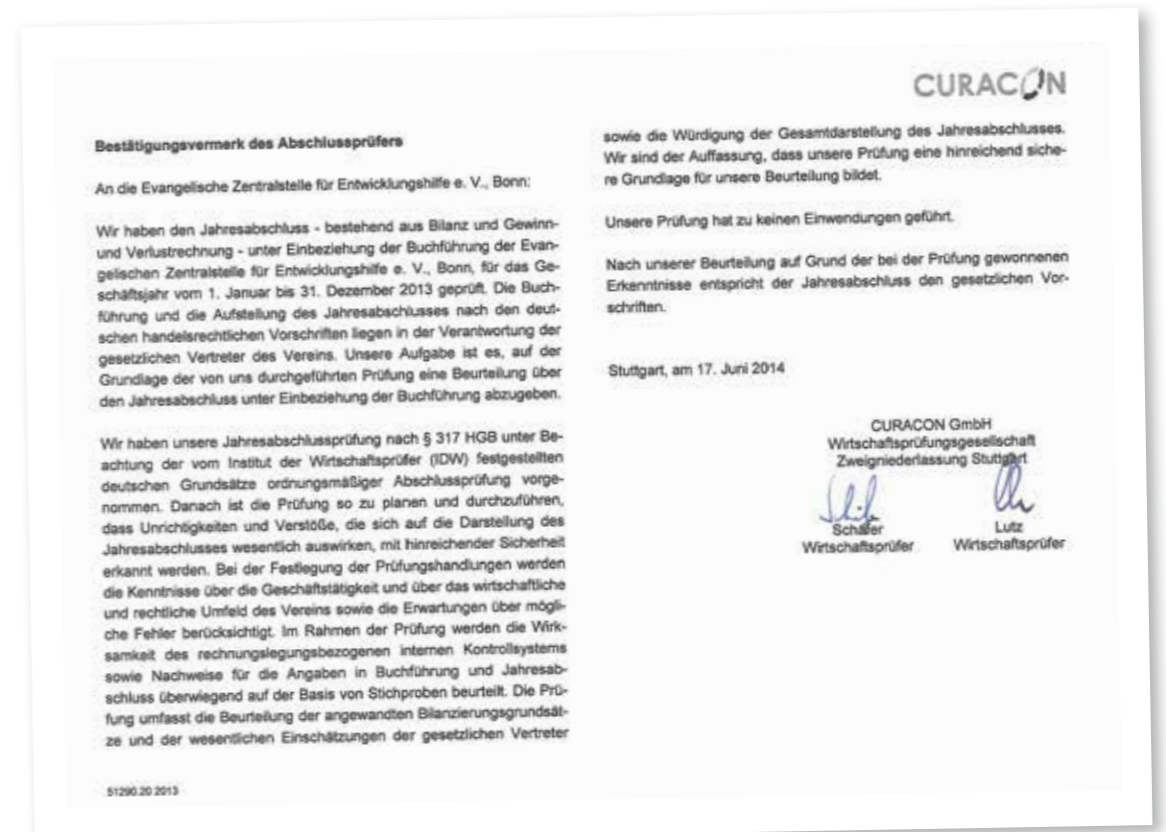 CURACON
Bestätigungsvermerk des Abschlussprüfers
An die Evangelische Zentralstelle für Entwicklungshilfe e. V., Bonn:
Wir haben den Jahresabschluss - bestehend aus Bilanz und Gewinn-
und Verlustrechnung - unter Einbeziehung der Buchführung der Evan-
gelischen Zentralstelle für Entwicklungshilfe e. V., Bonn, für das Ge-
schäftsjahr vom 1. Januar bis 31. Dezember 2013 geprüft. Die Buch-
führung und die Aufstellung des Jahresabschlusses nach den deut-
schen handelsrechtlichen Vorschriften liegen in der Verantwortung der
gesetzlichen Vertreter des Vereins. Unsere Aufgabe ist es, auf der
Grundlage der von uns durchgeführten Prüfung eine Beurteilung über
den Jahresabschluss unter Einbeziehung der Buchführung abzugeben.
Wir haben unsere Jahresabschlussprüfung nach § 317 HGB unter Be-
achtung der vom Institut der Wirtschaftsprüfer (IDW) festgestellten
deutschen Grundsätze ordnungsmäßiger Abschlussprüfung vorge-
nommen. Danach ist die Prüfung so zu planen und durchzuführen,
dass Unrichtigkeiten und Verstöße, die sich auf die Darstellung des
Jahresabschlusses wesentlich auswirken, mit hinreichender Sicherheit
erkannt werden. Bei der Festlegung der Prüfungshandlungen werden
die Kenntnisse über die Geschäftstätigkeit und über das wirtschaftliche
und rechtliche Umfeld des Vereins sowie die Erwartungen über mögli-
che Fehler berücksichtigt. Im Rahmen der Prüfung werden die Wirk-
samkeit des rechnungslegungsbezogenen internen Kontrollsystems
sowie Nachweise für die Angaben in Buchführung und Jahresab-
schluss überwiegend auf der Basis von Stichproben beurteilt. Die Prü-
fung umfasst die Beurteilung der angewandten Bilanzierungsgrundsät-
ze und der wesentlichen Einschätzungen der gesetzlichen Vertreter
sowie die Würdigung der Gesamtdarstellung des Jahresabschlusses.
Wir sind der Auffassung, dass unsere Prüfung eine hinreichend siche-
re Grundlage für unsere Beurteilung bildet.
Unsere Prüfung hat zu keinen Einwendungen geführt.
Nach unserer Beurteilung auf Grund der bei der Prüfung gewonnenen
Erkenntnisse entspricht der Jahresabschluss den gesetzlichen Vor-
schriften.
Stuttgart, am 17. Juni 2014
CURACON GmbH
Wirtschaftsprüfungsgesellschaft
Zweigniederlassung Stuttgart
Schäfer Lutz
Wirtschaftsprüfer Wirtschaftsprüfer
51290.20 2013